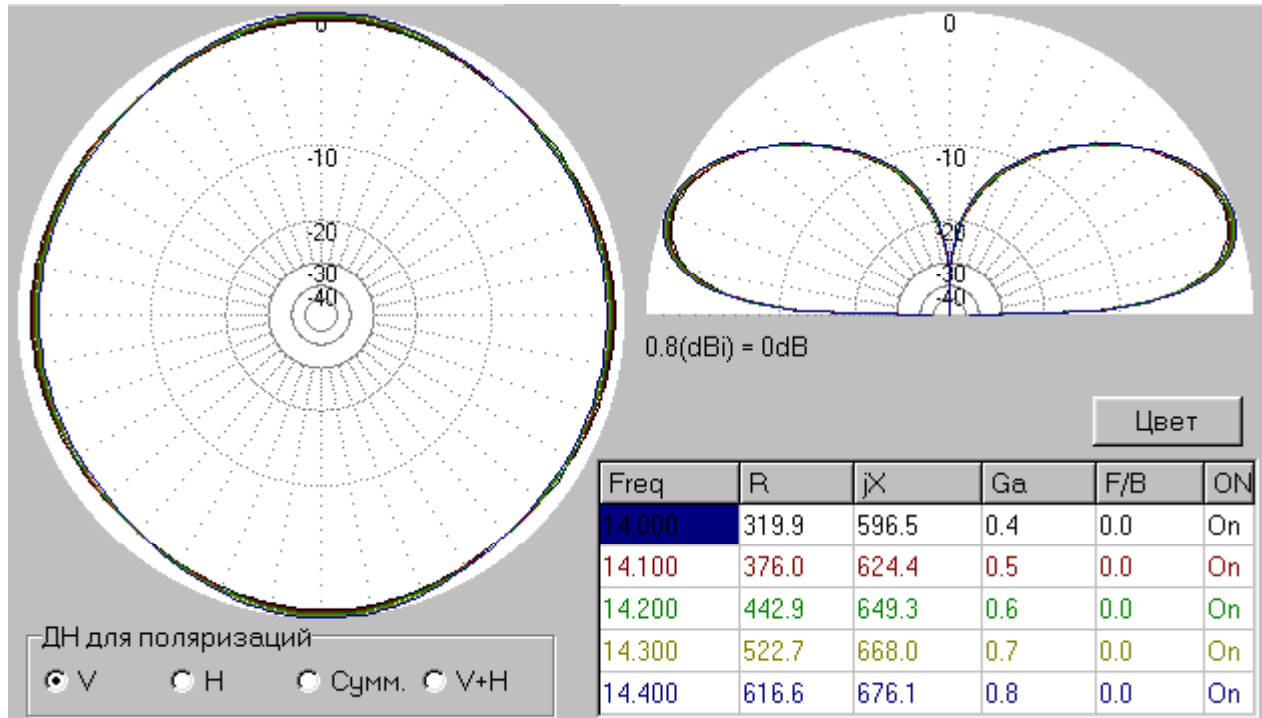 0
-10
-20
-30
-40
0
-10
-20
-30
-40
0.8(dBi) = 0dB
Цвет
Freq R jX Ga F/B ON
14.000 319.9 596.5 0.4 0.0 On
14.100 376.0 624.4 0.5 0.0 On
14.200 442.9 649.3 0.6 0.0 On
14.300 522.7 668.0 0.7 0.0 On
14.400 616.6 676.1 0.8 0.0 On
ДН для поляризаций
V H Сумм. V+H